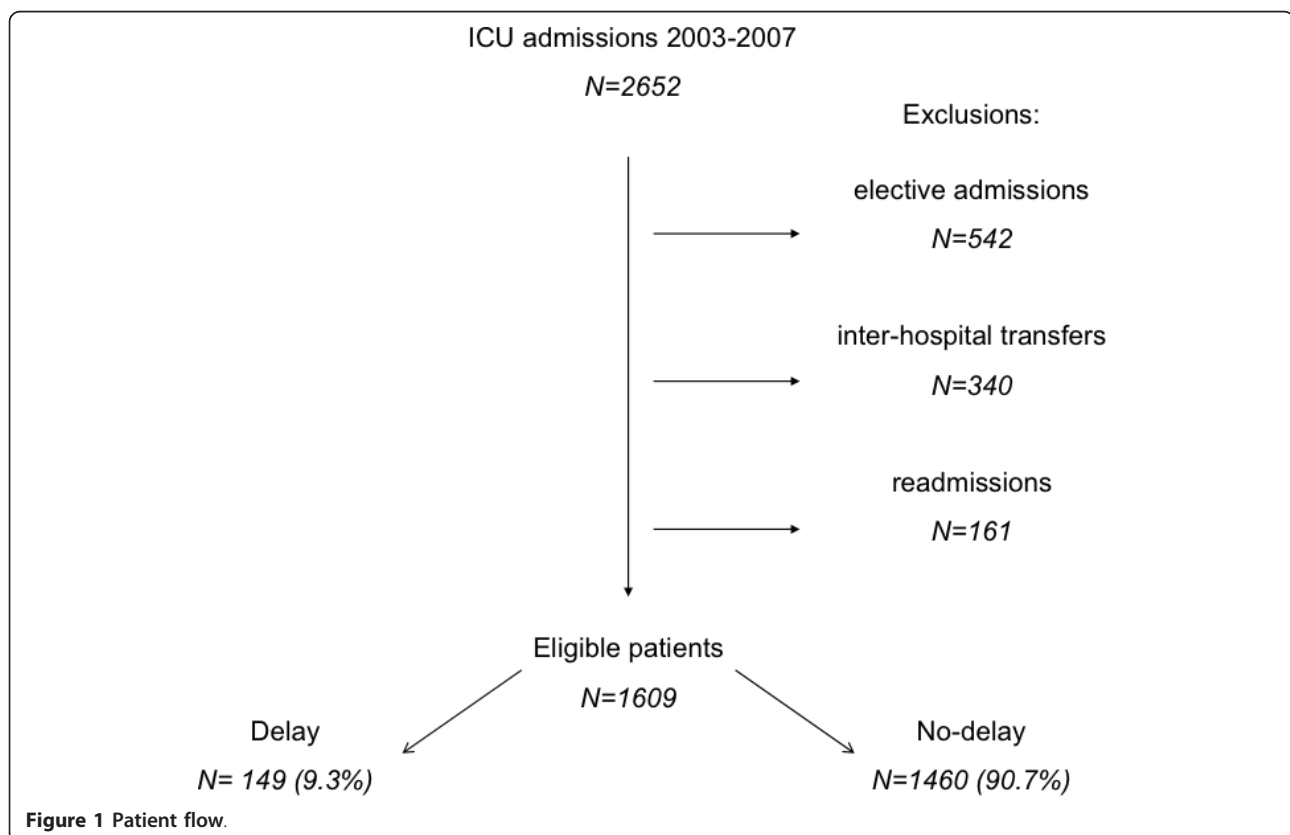 ICU admissions 2003-2007
N=2652
Exclusions:
elective admissions
N=542
inter-hospital transfers
N=340
readmissions
N=161
Eligible patients
N=1609
Delay
N= 149 (9.3%)
No-delay
N=1460 (90.7%)
Figure 1 Patient flow.